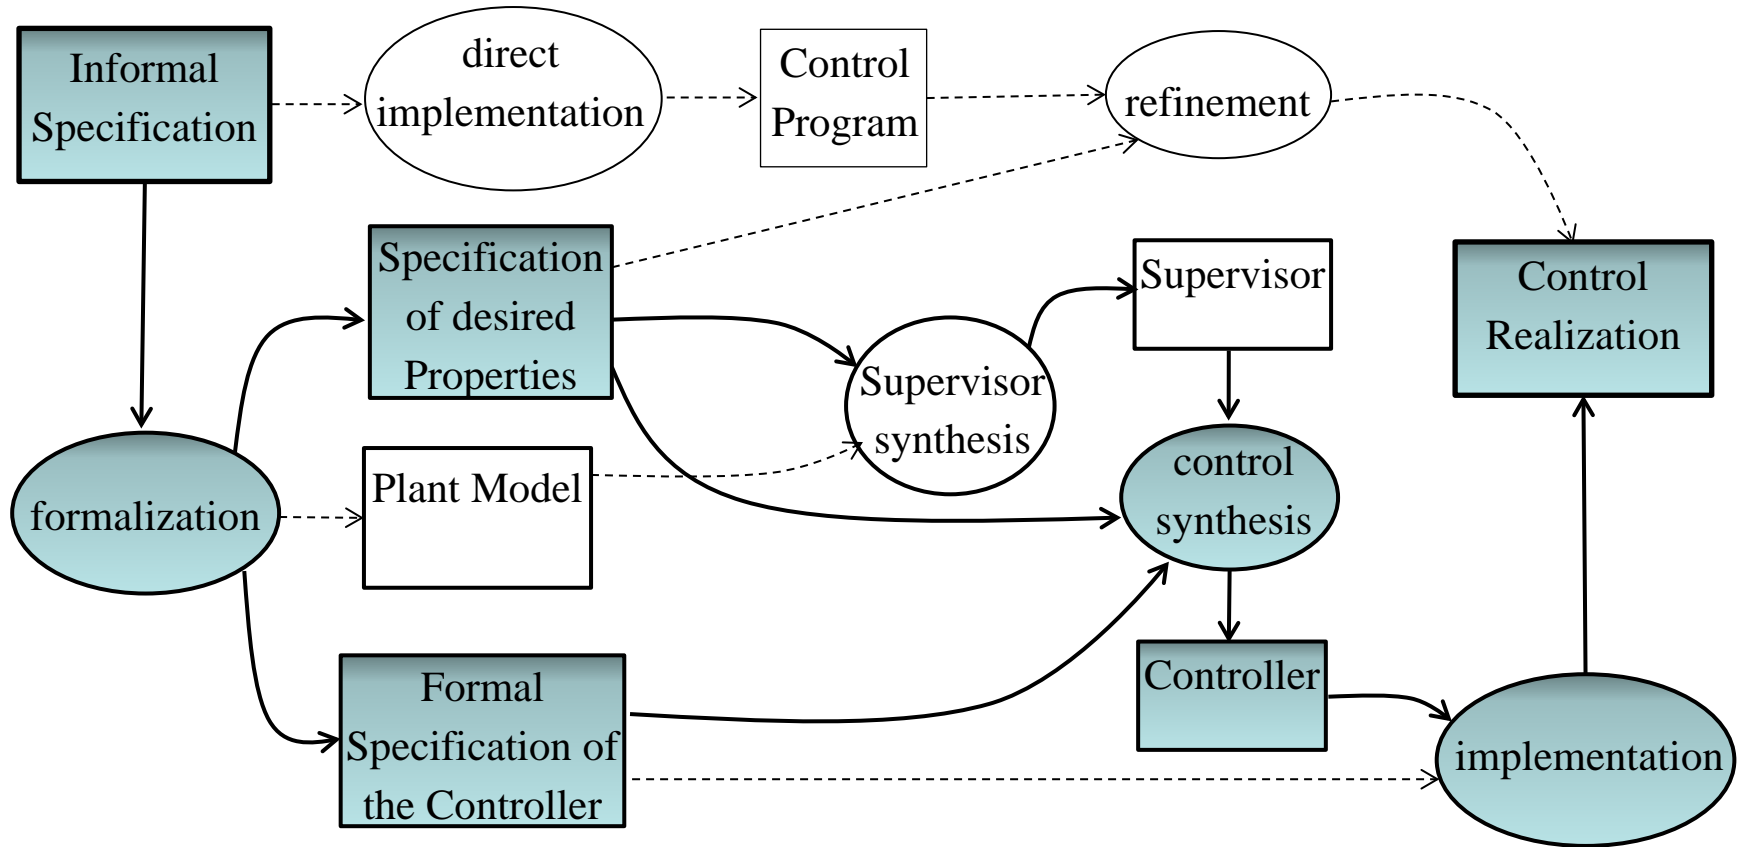 Informal
Specification
direct
implementation
Control
Program
refinement
Specification
of desired
Properties
Supervisor
Control
Realization
Supervisor
synthesis
Plant Model
control
synthesis
formalization
Formal
Specification of
the Controller
Controller
implementation